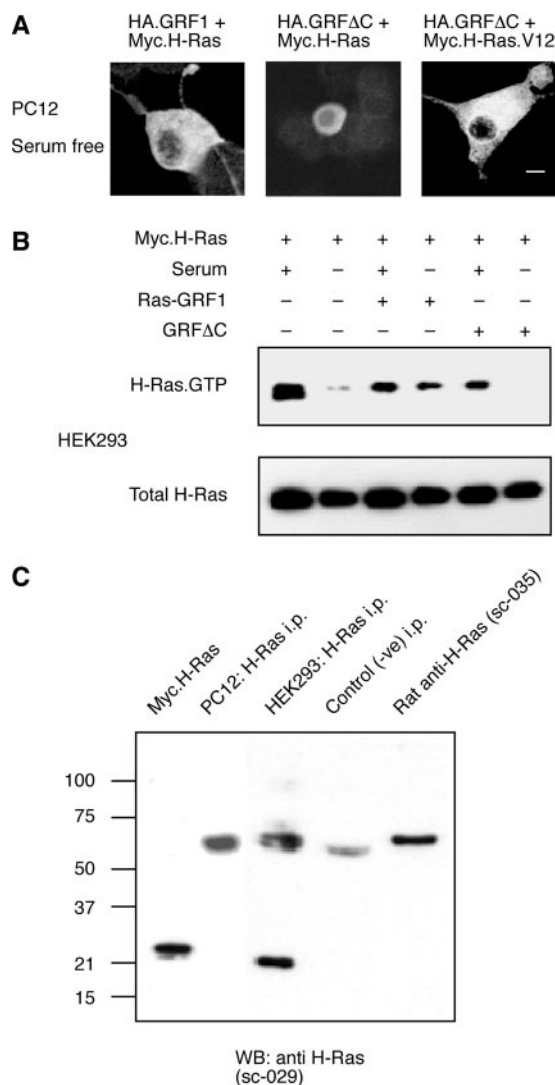 A
HA.GRF1 + HA.GRFΔC + HA.GRFΔC +
Myc.H-Ras Myc.H-Ras Myc.H-Ras.V12
PC12
Serum free
B
Myc.H-Ras + + + + + +
Serum + – + – + –
Ras-GRF1 – – + + – –
GRFΔC – – – – + +
H-Ras.GTP
HEK293
Total H-Ras
C
Myc.H-Ras
PC12: H-Ras i.p.
HEK293: H-Ras i.p.
Control (-ve) i.p.
Rat anti-H-Ras (sc-035)
100
75
50
37
21
15
WB: anti H-Ras
(sc-029)